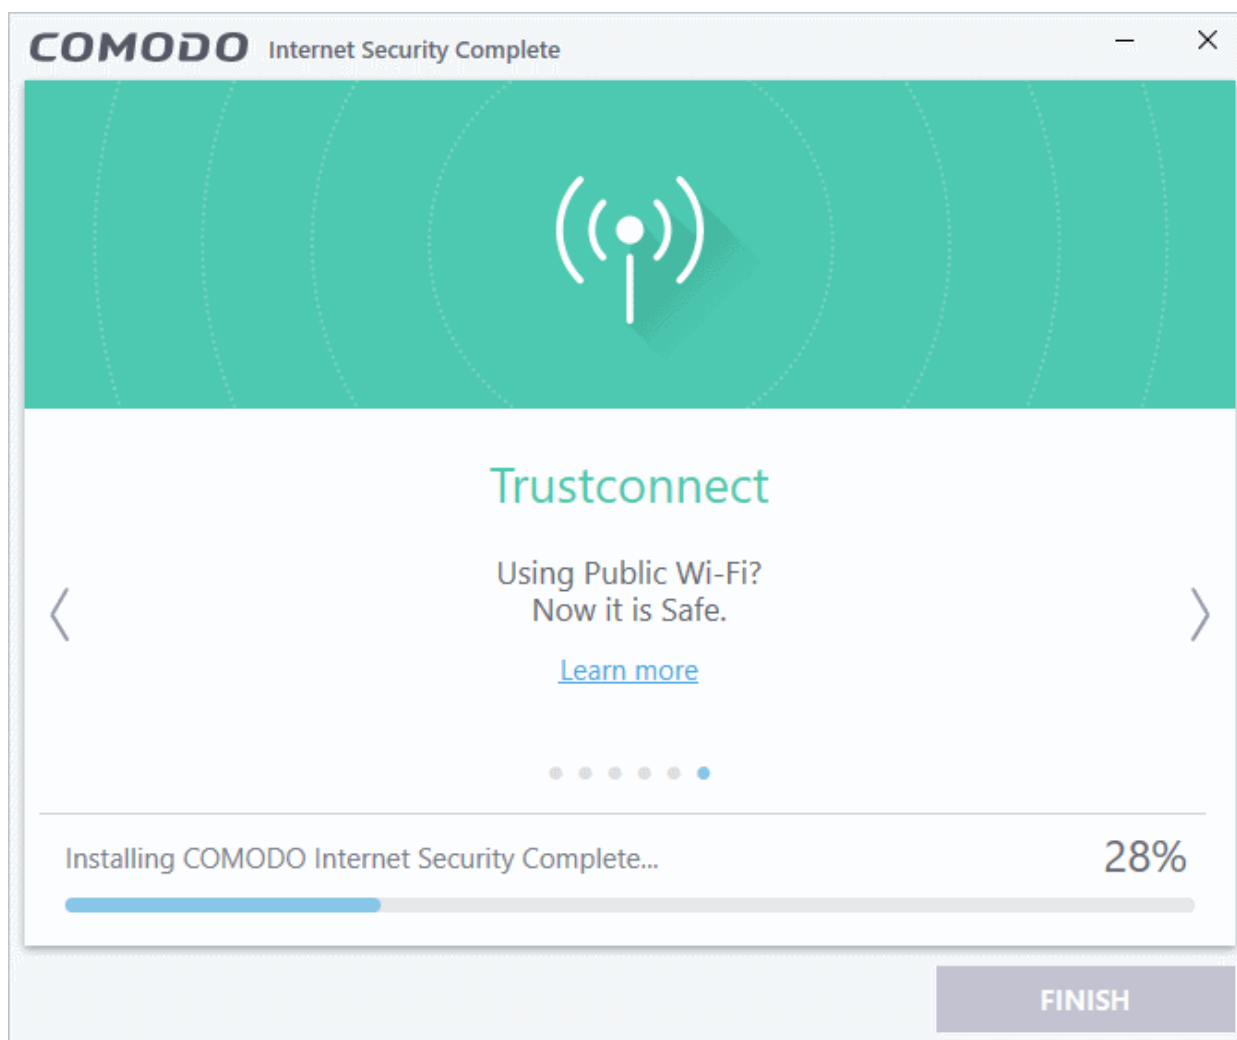 COMODO Internet Security Complete
Trustconnect
Using Public Wi-Fi?
Now it is Safe.
Learn more
Installing COMODO Internet Security Complete... 28%
FINISH